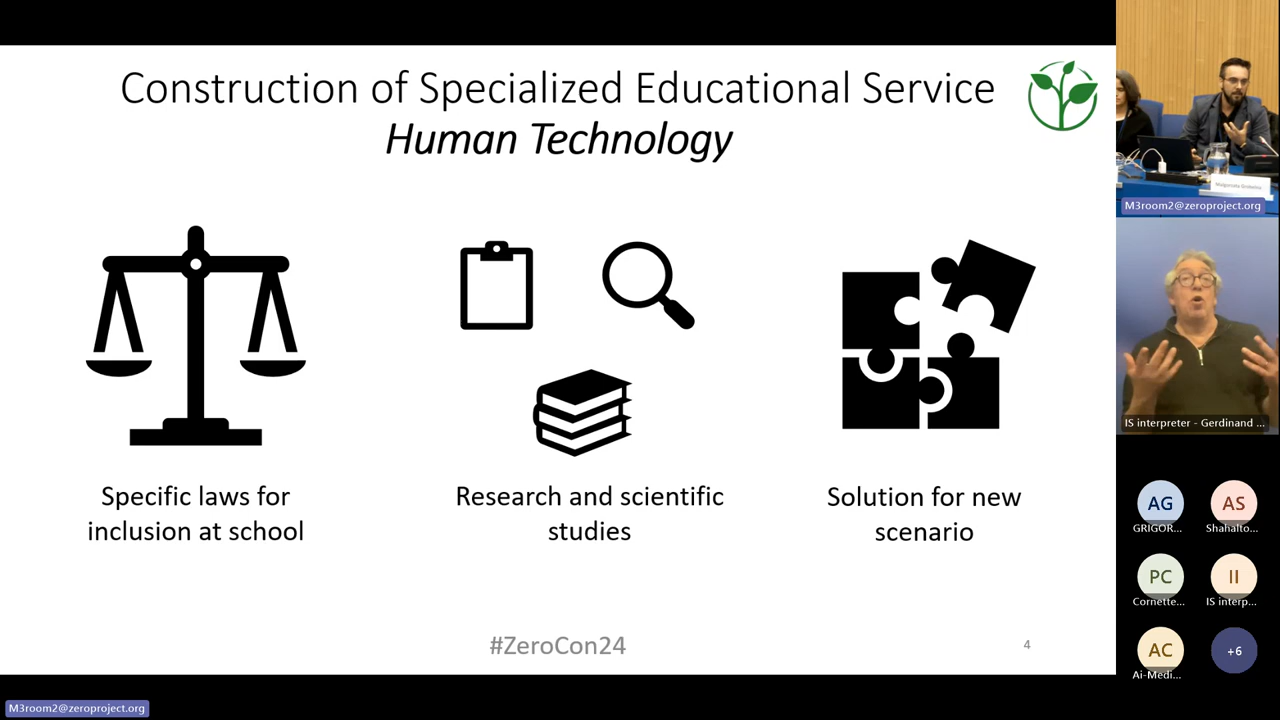 Construction of Specialized Educational Service
Human Technology
Specific laws for
inclusion at school
Research and scientific
studies
Solution for new
scenario
#ZeroCon24
4
M3room2@zeroproject.org
IS interpreter - Gerdinand ...
AG
GRIGOR...
AS
Shahalto...
PC
Cornette...
II
IS interp...
AC
Ai-Medi...
+6
M3room2@zeroproject.org